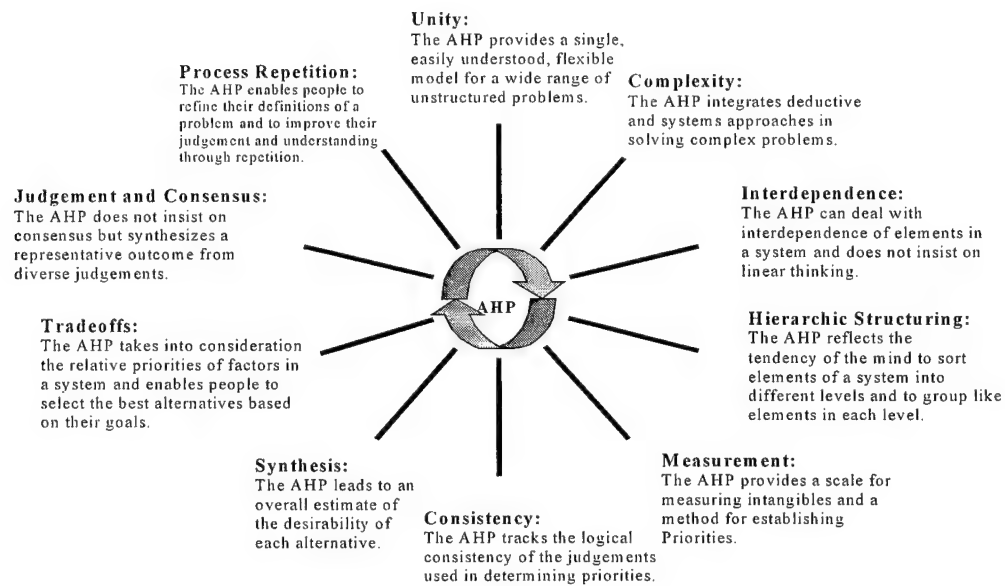 Unity:
The AHP provides a single,
easily understood, flexible
model for a wide range of
unstructured problems.
Complexity:
The AHP integrates deductive
and systems approaches in
solving complex problems.
Interdependence:
The AHP can deal with
interdependence of elements in
a system and does not insist on
linear thinking.
Hierarchic Structuring:
The AHP reflects the
tendency of the mind to sort
elements of a system into
different levels and to group like
elements in each level.
Measurement:
The AHP provides a scale for
measuring intangibles and a
method for establishing
Priorities.
Consistency:
The AHP tracks the logical
consistency of the judgements
used in determining priorities.
Synthesis:
The AHP leads to an
overall estimate of
the desirability of
each alternative.
Tradeoffs:
The AHP takes into consideration
the relative priorities of factors in
a system and enables people to
select the best alternatives based
on their goals.
Judgement and Consensus:
The AHP does not insist on
consensus but synthesizes a
representative outcome from
diverse judgements.
Process Repetition:
The AHP enables people to
refine their definitions of a
problem and to improve their
judgement and understanding
through repetition.
AHP